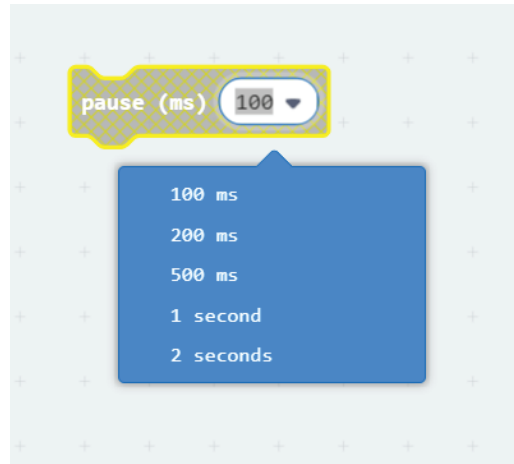 pause (ms) 100
100 ms
200 ms
500 ms
1 second
2 seconds